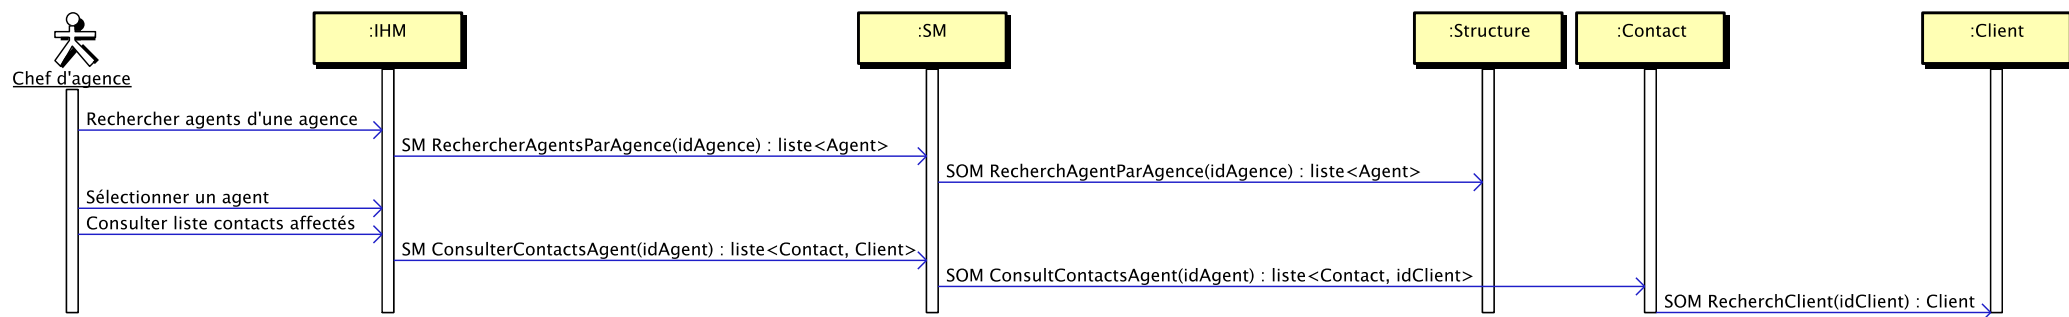 :IHM
:SM
:Structure
:Contact
:Client
Chef d'agence
Rechercher agents d'une agence
SM RechercherAgentsParAgence(idAgence) : liste<Agent>
SOM RecherchAgentParAgence(idAgence) : liste<Agent>
Sélectionner un agent
Consulter liste contacts affectés
SM ConsulterContactsAgent(idAgent) : liste<Contact, Client>
SOM ConsultContactsAgent(idAgent) : liste<Contact, idClient>
SOM RecherchClient(idClient) : Client